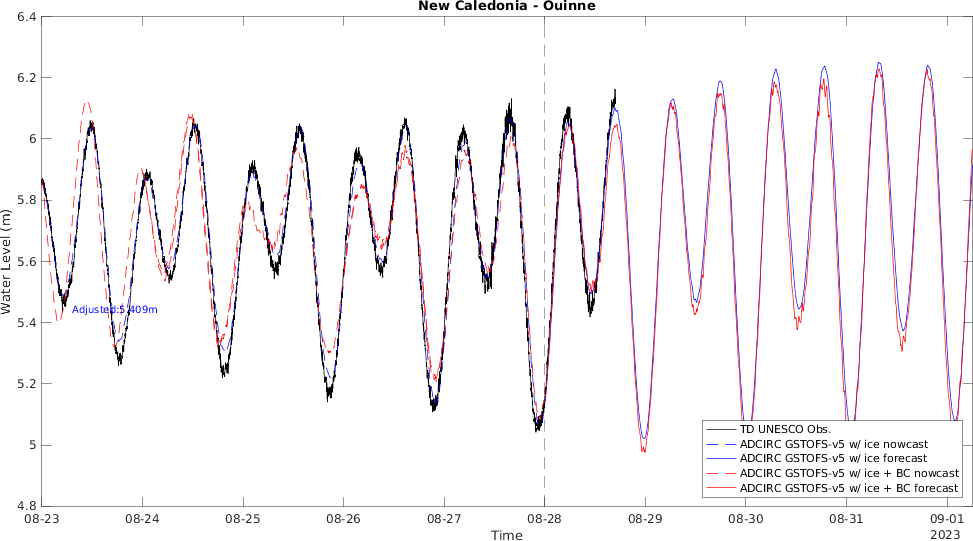 New Caledonia - Ouinne
6.4
6.2
6
5.8
5.6
5.4
5.2
5
4.8
Water Level (m)
Adjusted:5.409m
TD UNESCO Obs.
ADCIRC GSTOFS-v5 w/ ice nowcast
ADCIRC GSTOFS-v5 w/ ice forecast
ADCIRC GSTOFS-v5 w/ ice + BC nowcast
ADCIRC GSTOFS-v5 w/ ice + BC forecast
08-23 08-24 08-25 08-26 08-27 08-28 08-29 08-30 08-31 09-01
2023
Time